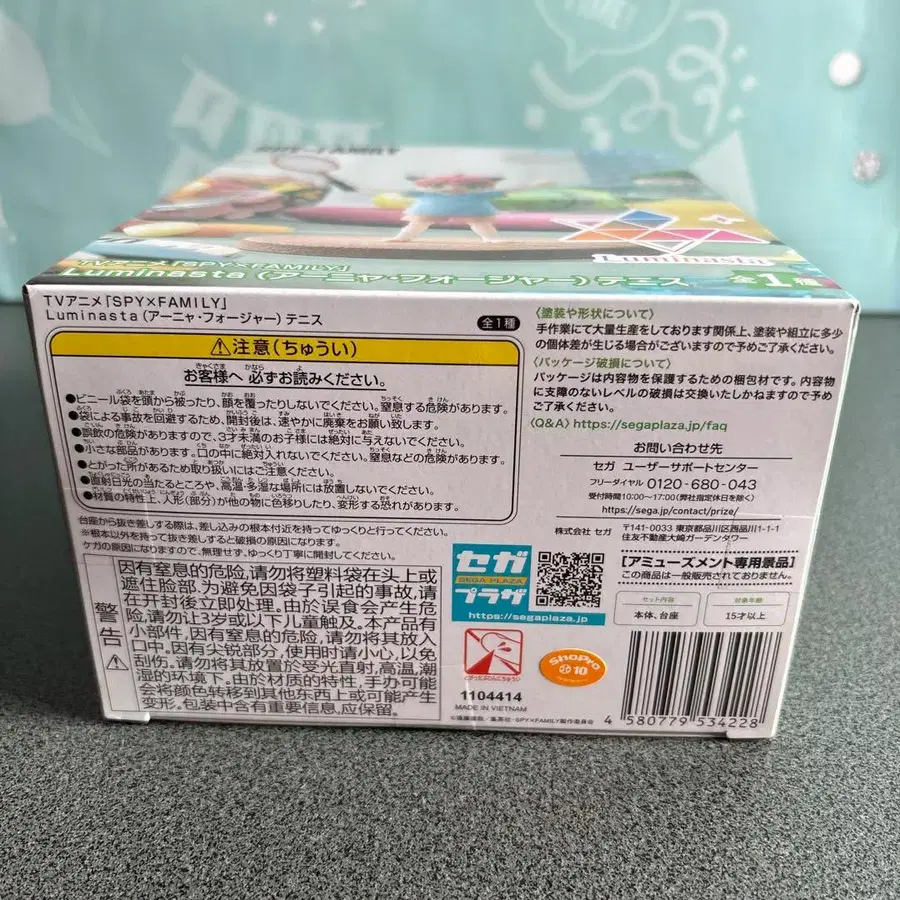 TVアニメ「SPY×FAMILY」
Luminasta（アーニャ・フォージャー）テニス
全1種
Luminasta
TVアニメ「SPY×FAMILY」
Luminasta（アーニャ・フォージャー）テニス
全1種
⚠注意（ちゅうい）
お客様へ 必ずお読みください。
●ビニール袋を頭から被ったり、顔を覆ったりしないでください。窒息する危険があります。
●袋による事故を回避するため、開封後は、速やかに廃棄をお願い致します。
●誤飲の危険がありますので、3才未満のお子様には絶対に与えないでください。
●小さな部品があります。口の中に絶対入れないでください。窒息などの危険があります。
●とがった所があるため取り扱いにはご注意ください。
●直射日光の当たるところや、高温・多湿な場所には放置しないでください。
●材質の特性上、人形（部分）が他の物に色移りしたり、変形する恐れがあります。
台座から抜き差しする際は、差し込みの根本付近を持ってゆっくりと行ってください。
※根本以外を持って抜き差しすると破損の原因になります。
ケガの原因になりますので、無理せず、ゆっくり丁寧に開封してください。
警告
因有窒息的危险,请勿将塑料袋在头上或
遮住脸部.为避免因袋子引起的事故,请
在开封後立即处理.由於误食会产生危
险,请勿让3岁或以下儿童触及.本产品有
小部件,因有窒息的危险,请勿将其放入
口中.因有尖锐部分,使用时请小心,以免
刮伤.请勿将其放置於受光直射,高温,潮
湿的环境下.由於材质的特性,手办可能
会将颜色转移到其他东西上或可能产生
变形.包装中含有重要信息,应保留.
〈塗装や形状について〉
手作業にて大量生産をしております関係上、塗装や組立に多少
の個体差が生じる場合がございますので予めご了承ください。
〈パッケージ破損について〉
パッケージは内容物を保護するための梱包材です。内容物
に支障のないレベルの破損は交換いたしかねますので予め
ご了承ください。
〈Q&A〉https://segaplaza.jp/faq
お問い合わせ先
セガ ユーザーサポートセンター
フリーダイヤル 0120-680-043
受付時間10:00～17:00（弊社指定休日を除く）
https://sega.jp/contact/prize/
株式会社 セガ
〒141-0033 東京都品川区西品川1-1-1
住友不動産大崎ガーデンタワー
【アミューズメント専用景品】
この商品は一般販売されておりません。
セット内容
本体、台座
対象年齢
15才以上
セガ
SEGA PLAZA
プラザ
https://segaplaza.jp/
とがったぶぶんにちゅうい
1104414
MADE IN VIETNAM
©遠藤達哉／集英社・SPY×FAMILY製作委員会
ShoPro
10
4 580779 534228